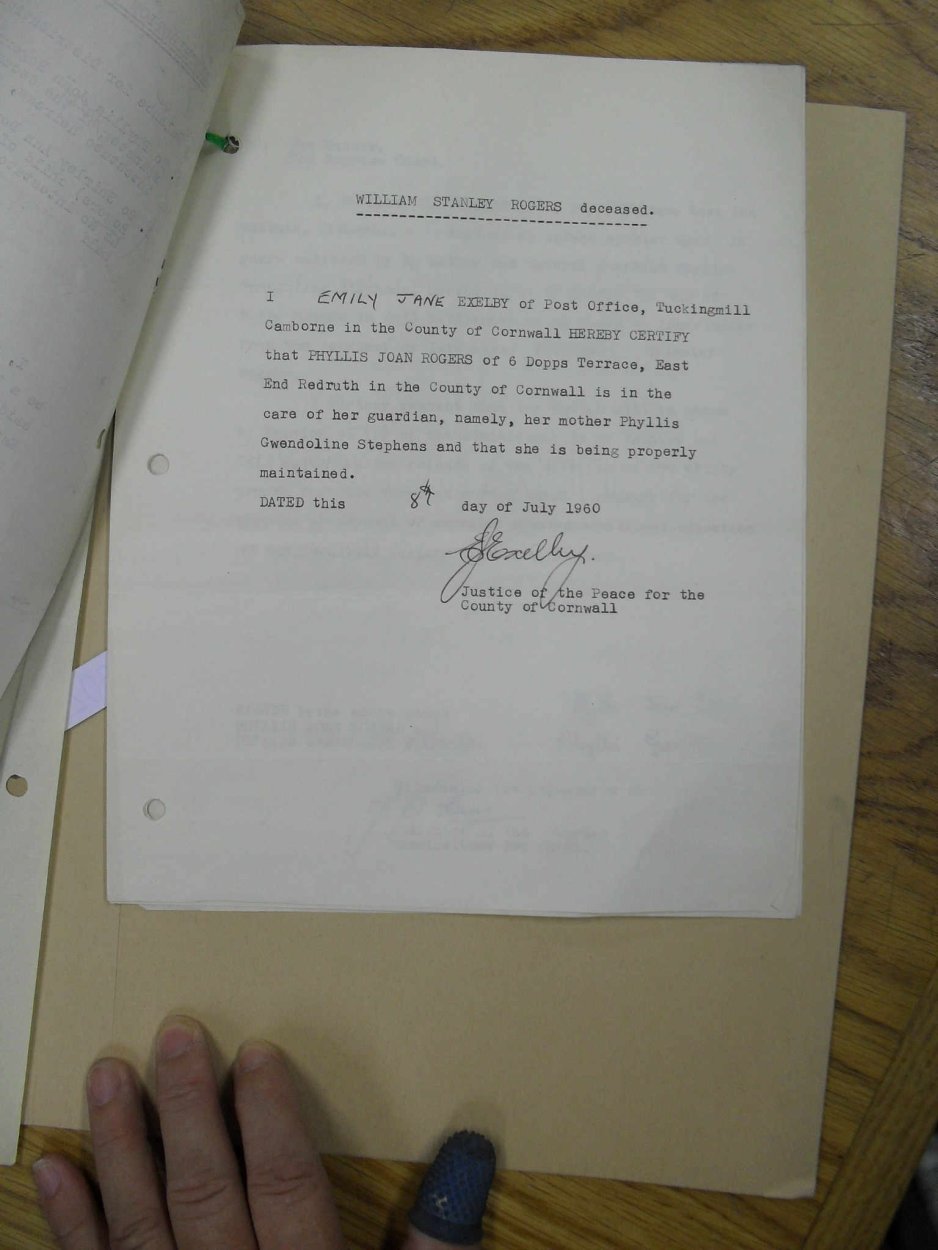 WILLIAM STANLEY ROGERS deceased.
I EMILY JANE EXELBY of Post Office, Tuckingmill
Camborne in the County of Cornwall HEREBY CERTIFY
that PHYLLIS JOAN ROGERS of 6 Dopps Terrace, East
End Redruth in the County of Cornwall is in the
care of her guardian, namely, her mother Phyllis
Gwendoline Stephens and that she is being properly
maintained.
DATED this 8th day of July 1960
EJExelby.
Justice of the Peace for the
County of Cornwall